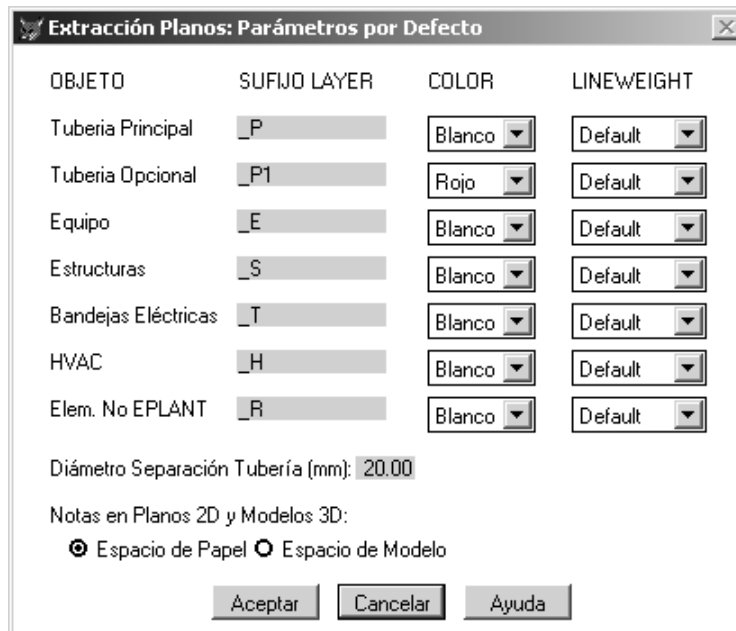 Extracción Planos: Parámetros por Defecto
OBJETO SUFIJO LAYER COLOR LINEWEIGHT
Tuberia Principal _P Blanco Default
Tuberia Opcional _P1 Rojo Default
Equipo _E Blanco Default
Estructuras _S Blanco Default
Bandejas Eléctricas _T Blanco Default
HVAC _H Blanco Default
Elem. No EPLANT _R Blanco Default
Diámetro Separación Tubería (mm): 20.00
Notas en Planos 2D y Modelos 3D:
Espacio de Papel Espacio de Modelo
Aceptar Cancelar Ayuda